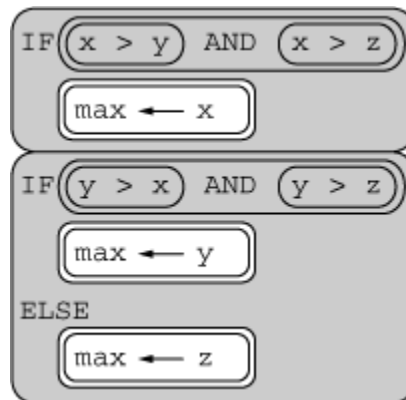 IF x > y AND x > z
max ← x
IF y > x AND y > z
max ← y
ELSE
max ← z